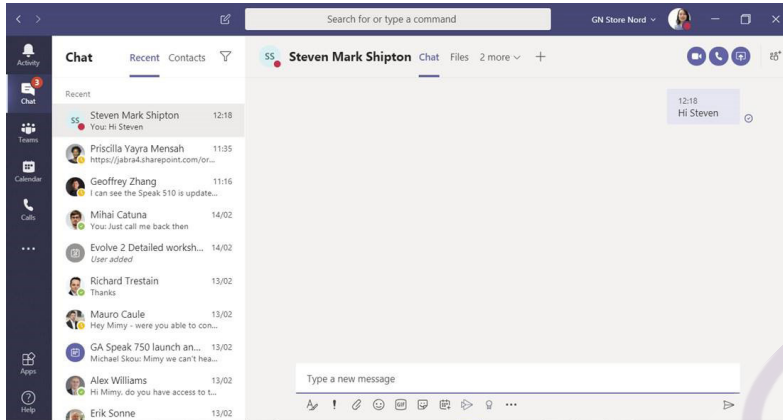 Search for or type a command
GN Store Nord
Activity
3
Chat
Teams
Calendar
Calls
Apps
Help
Chat
Recent
Contacts
Recent
SS
Steven Mark Shipton 12:18
You: Hi Steven
Priscilla Yayra Mensah 11:35
https://jabra4.sharepoint.com/or...
Geoffrey Zhang 11:16
I can see the Speak 510 is update...
Mihai Catuna 14/02
You: Just call me back then
Evolve 2 Detailed worksh... 14/02
User added
Richard Trestain 13/02
Thanks
Mauro Caule 13/02
Hey Mimy - were you able to con...
GA Speak 750 launch an... 13/02
Michael Skou: Mimy we can't hea...
Alex Williams 13/02
Hi Mimy. do you have access to t...
Erik Sonne 13/02
SS Steven Mark Shipton Chat Files 2 more
12:18
Hi Steven
Type a new message
GIF